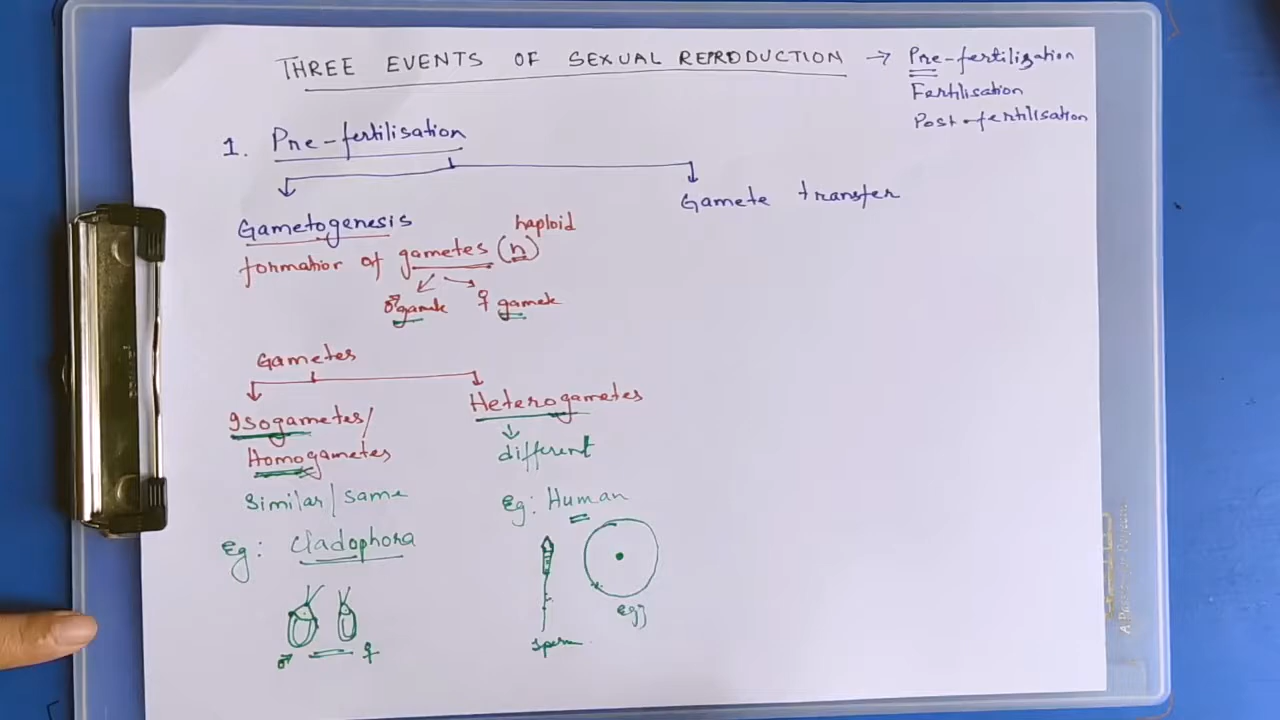 THREE EVENTS OF SEXUAL REPRODUCTION → Pre-fertilization
Fertilisation
Post-fertilisation
1. Pre-fertilisation
Gametogenesis
Gamete transfer
haploid
formation of gametes (n)
♂ gamete ♀ gamete
Gametes
Isogametes/
Homogametes
Similar/same
Eg: Cladophora
♂ ♀
Heterogametes
different
Eg: Human
egg
sperm